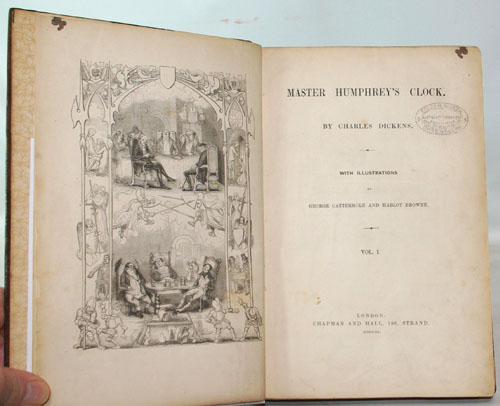 MASTER HUMPHREY'S CLOCK.
BY CHARLES DICKENS.
WITH ILLUSTRATIONS
BY
GEORGE CATTERMOLE AND HABLOT BROWNE.
VOL. I.
LONDON:
CHAPMAN AND HALL, 186, STRAND.